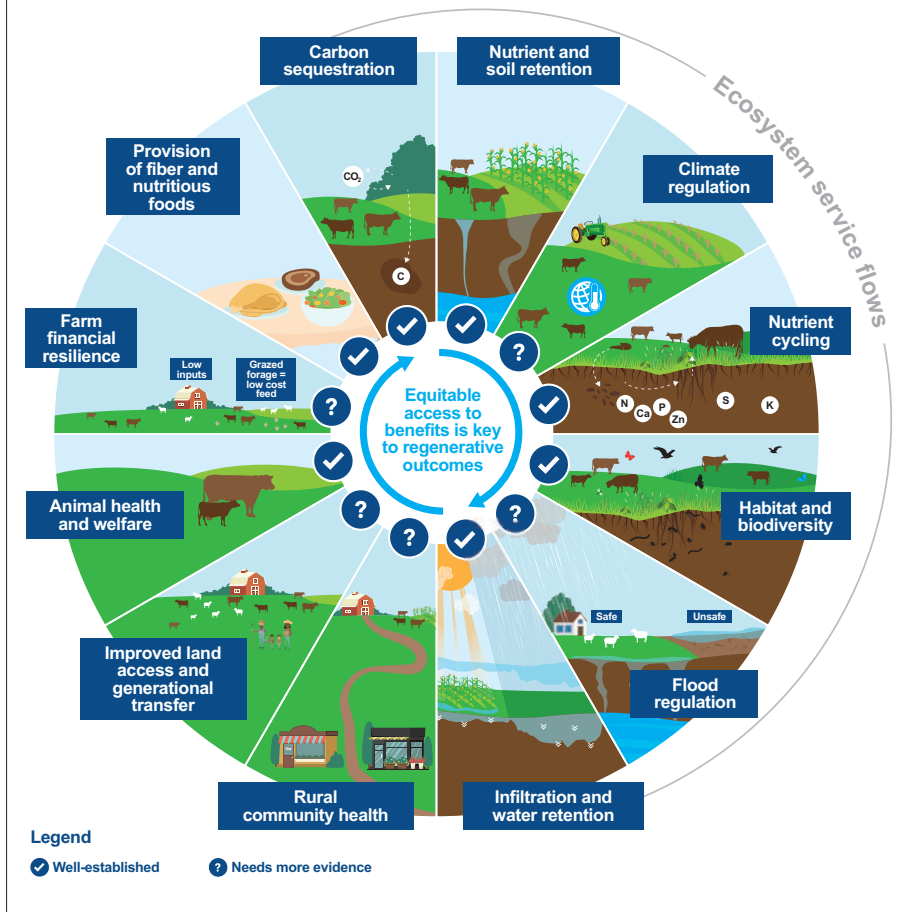 Carbon
sequestration
Nutrient and
soil retention
Ecosystem service flows
Provision
of fiber and
nutritious
foods
Climate
regulation
CO₂
C
Farm
financial
resilience
Low
inputs
Grazed
forage =
low cost
feed
Nutrient
cycling
N
Ca
P
Zn
S
K
Equitable
access to
benefits is key
to regenerative
outcomes
?
?
?
?
?
Animal health
and welfare
Habitat and
biodiversity
Safe
Unsafe
Improved land
access and
generational
transfer
Flood
regulation
Rural
community health
Infiltration and
water retention
Legend
Well-established
? Needs more evidence